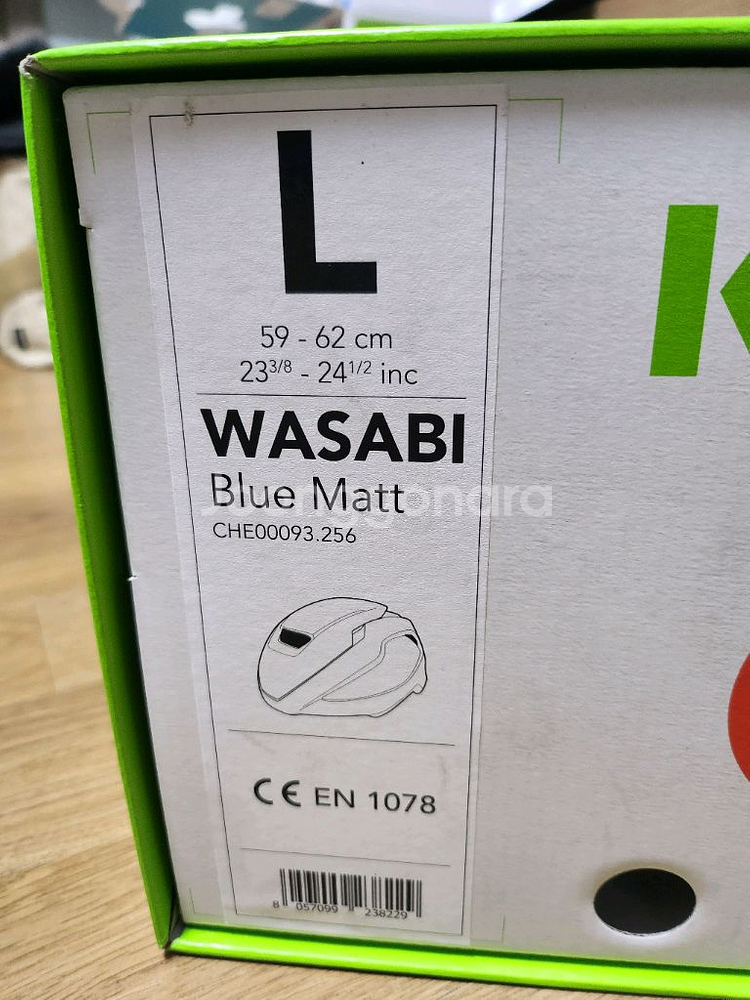 L
59 - 62 cm
23 3/8 - 24 1/2 inc
WASABI
Blue Matt
CHE00093.256
CE EN 1078
8 057099 238229
K